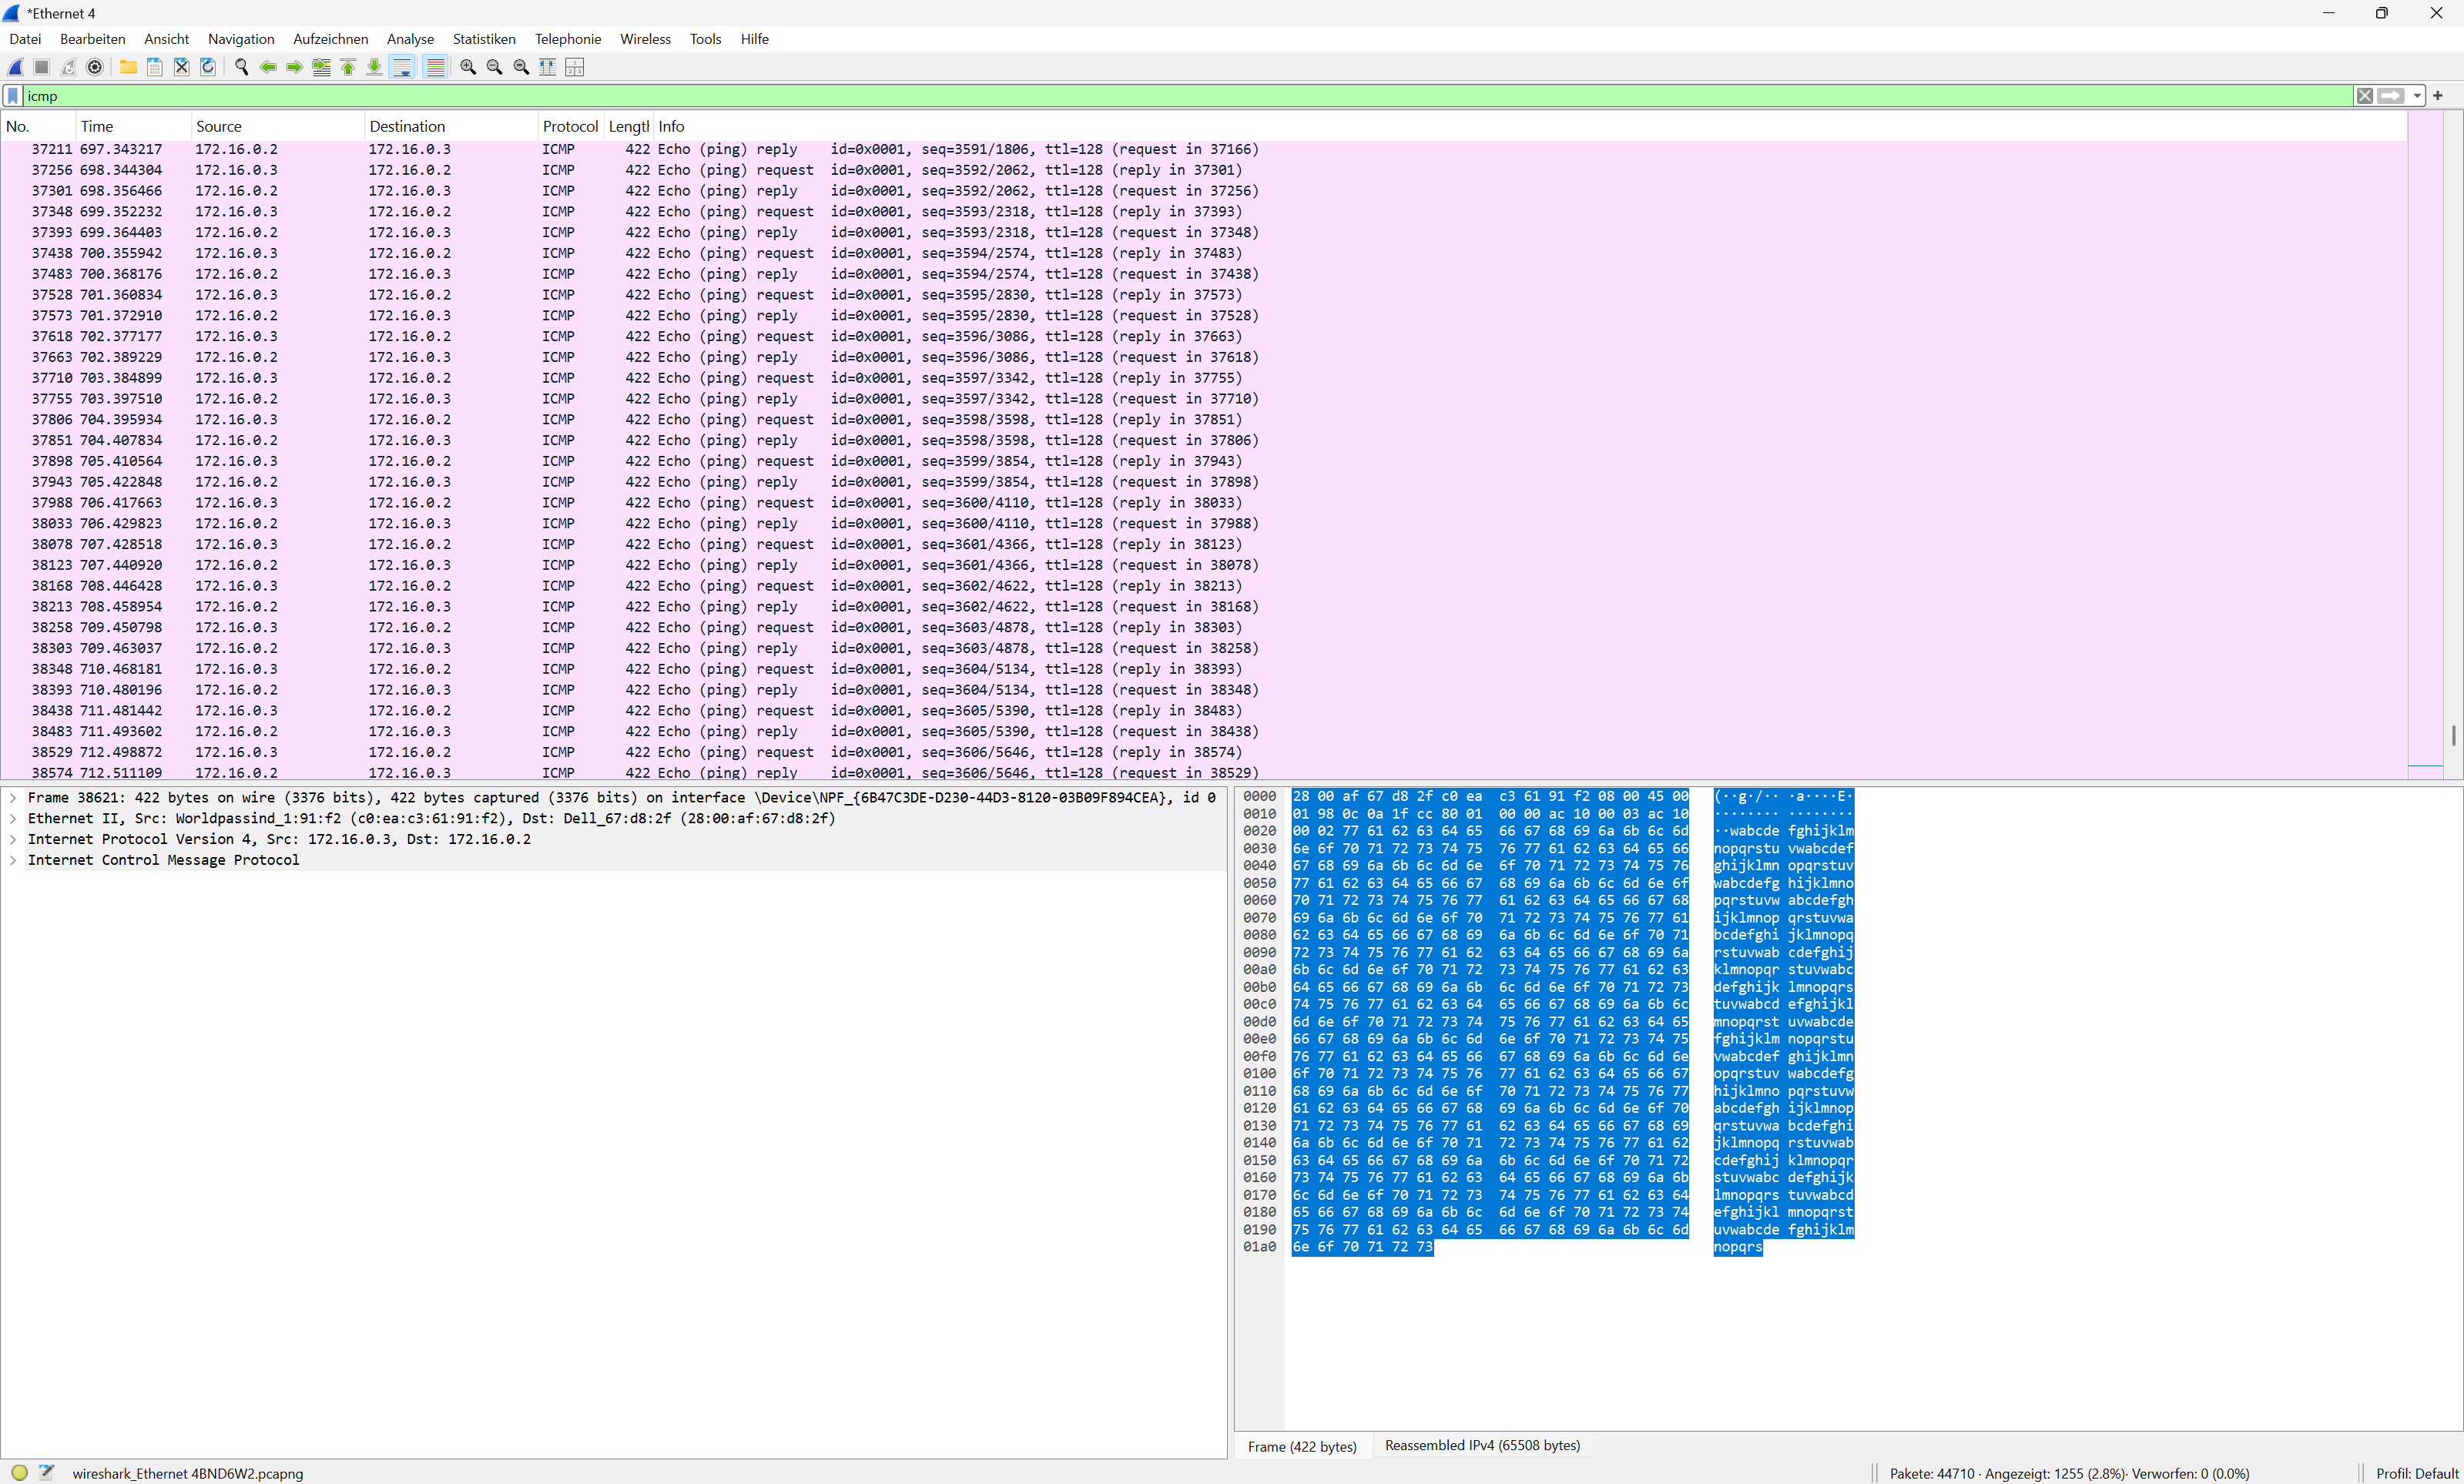 *Ethernet 4
Datei Bearbeiten Ansicht Navigation Aufzeichnen Analyse Statistiken Telephonie Wireless Tools Hilfe
icmp
No. Time Source Destination Protocol Lengtl Info
37211 697.343217 172.16.0.2 172.16.0.3 ICMP 422 Echo (ping) reply id=0x0001, seq=3591/1806, ttl=128 (request in 37166)
37256 698.344304 172.16.0.3 172.16.0.2 ICMP 422 Echo (ping) request id=0x0001, seq=3592/2062, ttl=128 (reply in 37301)
37301 698.356466 172.16.0.2 172.16.0.3 ICMP 422 Echo (ping) reply id=0x0001, seq=3592/2062, ttl=128 (request in 37256)
37348 699.352232 172.16.0.3 172.16.0.2 ICMP 422 Echo (ping) request id=0x0001, seq=3593/2318, ttl=128 (reply in 37393)
37393 699.364403 172.16.0.2 172.16.0.3 ICMP 422 Echo (ping) reply id=0x0001, seq=3593/2318, ttl=128 (request in 37348)
37438 700.355942 172.16.0.3 172.16.0.2 ICMP 422 Echo (ping) request id=0x0001, seq=3594/2574, ttl=128 (reply in 37483)
37483 700.368176 172.16.0.2 172.16.0.3 ICMP 422 Echo (ping) reply id=0x0001, seq=3594/2574, ttl=128 (request in 37438)
37528 701.360834 172.16.0.3 172.16.0.2 ICMP 422 Echo (ping) request id=0x0001, seq=3595/2830, ttl=128 (reply in 37573)
37573 701.372910 172.16.0.2 172.16.0.3 ICMP 422 Echo (ping) reply id=0x0001, seq=3595/2830, ttl=128 (request in 37528)
37618 702.377177 172.16.0.3 172.16.0.2 ICMP 422 Echo (ping) request id=0x0001, seq=3596/3086, ttl=128 (reply in 37663)
37663 702.389229 172.16.0.2 172.16.0.3 ICMP 422 Echo (ping) reply id=0x0001, seq=3596/3086, ttl=128 (request in 37618)
37710 703.384899 172.16.0.3 172.16.0.2 ICMP 422 Echo (ping) request id=0x0001, seq=3597/3342, ttl=128 (reply in 37755)
37755 703.397510 172.16.0.2 172.16.0.3 ICMP 422 Echo (ping) reply id=0x0001, seq=3597/3342, ttl=128 (request in 37710)
37806 704.395934 172.16.0.3 172.16.0.2 ICMP 422 Echo (ping) request id=0x0001, seq=3598/3598, ttl=128 (reply in 37851)
37851 704.407834 172.16.0.2 172.16.0.3 ICMP 422 Echo (ping) reply id=0x0001, seq=3598/3598, ttl=128 (request in 37806)
37898 705.410564 172.16.0.3 172.16.0.2 ICMP 422 Echo (ping) request id=0x0001, seq=3599/3854, ttl=128 (reply in 37943)
37943 705.422848 172.16.0.2 172.16.0.3 ICMP 422 Echo (ping) reply id=0x0001, seq=3599/3854, ttl=128 (request in 37898)
37988 706.417663 172.16.0.3 172.16.0.2 ICMP 422 Echo (ping) request id=0x0001, seq=3600/4110, ttl=128 (reply in 38033)
38033 706.429823 172.16.0.2 172.16.0.3 ICMP 422 Echo (ping) reply id=0x0001, seq=3600/4110, ttl=128 (request in 37988)
38078 707.428518 172.16.0.3 172.16.0.2 ICMP 422 Echo (ping) request id=0x0001, seq=3601/4366, ttl=128 (reply in 38123)
38123 707.440920 172.16.0.2 172.16.0.3 ICMP 422 Echo (ping) reply id=0x0001, seq=3601/4366, ttl=128 (request in 38078)
38168 708.446428 172.16.0.3 172.16.0.2 ICMP 422 Echo (ping) request id=0x0001, seq=3602/4622, ttl=128 (reply in 38213)
38213 708.458954 172.16.0.2 172.16.0.3 ICMP 422 Echo (ping) reply id=0x0001, seq=3602/4622, ttl=128 (request in 38168)
38258 709.450798 172.16.0.3 172.16.0.2 ICMP 422 Echo (ping) request id=0x0001, seq=3603/4878, ttl=128 (reply in 38303)
38303 709.463037 172.16.0.2 172.16.0.3 ICMP 422 Echo (ping) reply id=0x0001, seq=3603/4878, ttl=128 (request in 38258)
38348 710.468181 172.16.0.3 172.16.0.2 ICMP 422 Echo (ping) request id=0x0001, seq=3604/5134, ttl=128 (reply in 38393)
38393 710.480196 172.16.0.2 172.16.0.3 ICMP 422 Echo (ping) reply id=0x0001, seq=3604/5134, ttl=128 (request in 38348)
38438 711.481442 172.16.0.3 172.16.0.2 ICMP 422 Echo (ping) request id=0x0001, seq=3605/5390, ttl=128 (reply in 38483)
38483 711.493602 172.16.0.2 172.16.0.3 ICMP 422 Echo (ping) reply id=0x0001, seq=3605/5390, ttl=128 (request in 38438)
38529 712.498872 172.16.0.3 172.16.0.2 ICMP 422 Echo (ping) request id=0x0001, seq=3606/5646, ttl=128 (reply in 38574)
38574 712.511109 172.16.0.2 172.16.0.3 ICMP 422 Echo (ping) reply id=0x0001, seq=3606/5646, ttl=128 (request in 38529)
Frame 38621: 422 bytes on wire (3376 bits), 422 bytes captured (3376 bits) on interface \Device\NPF_{6B47C3DE-D230-44D3-8120-03B09F894CEA}, id 0
Ethernet II, Src: Worldpassind_1:91:f2 (c0:ea:c3:61:91:f2), Dst: Dell_67:d8:2f (28:00:af:67:d8:2f)
Internet Protocol Version 4, Src: 172.16.0.3, Dst: 172.16.0.2
Internet Control Message Protocol
0000 28 00 af 67 d8 2f c0 ea c3 61 91 f2 08 00 45 00 (··g·/·· ·a····E·
0010 01 98 0c 0a 1f cc 80 01 00 00 ac 10 00 03 ac 10 ········ ········
0020 00 02 77 61 62 63 64 65 66 67 68 69 6a 6b 6c 6d ··wabcde fghijklm
0030 6e 6f 70 71 72 73 74 75 76 77 61 62 63 64 65 66 nopqrstu vwabcdef
0040 67 68 69 6a 6b 6c 6d 6e 6f 70 71 72 73 74 75 76 ghijklmn opqrstuv
0050 77 61 62 63 64 65 66 67 68 69 6a 6b 6c 6d 6e 6f wabcdefg hijklmno
0060 70 71 72 73 74 75 76 77 61 62 63 64 65 66 67 68 pqrstuvw abcdefgh
0070 69 6a 6b 6c 6d 6e 6f 70 71 72 73 74 75 76 77 61 ijklmnop qrstuvwa
0080 62 63 64 65 66 67 68 69 6a 6b 6c 6d 6e 6f 70 71 bcdefghi jklmnopq
0090 72 73 74 75 76 77 61 62 63 64 65 66 67 68 69 6a rstuvwab cdefghij
00a0 6b 6c 6d 6e 6f 70 71 72 73 74 75 76 77 61 62 63 klmnopqr stuvwabc
00b0 64 65 66 67 68 69 6a 6b 6c 6d 6e 6f 70 71 72 73 defghijk lmnopqrs
00c0 74 75 76 77 61 62 63 64 65 66 67 68 69 6a 6b 6c tuvwabcd efghijkl
00d0 6d 6e 6f 70 71 72 73 74 75 76 77 61 62 63 64 65 mnopqrst uvwabcde
00e0 66 67 68 69 6a 6b 6c 6d 6e 6f 70 71 72 73 74 75 fghijklm nopqrstu
00f0 76 77 61 62 63 64 65 66 67 68 69 6a 6b 6c 6d 6e vwabcdef ghijklmn
0100 6f 70 71 72 73 74 75 76 77 61 62 63 64 65 66 67 opqrstuv wabcdefg
0110 68 69 6a 6b 6c 6d 6e 6f 70 71 72 73 74 75 76 77 hijklmno pqrstuvw
0120 61 62 63 64 65 66 67 68 69 6a 6b 6c 6d 6e 6f 70 abcdefgh ijklmnop
0130 71 72 73 74 75 76 77 61 62 63 64 65 66 67 68 69 qrstuvwa bcdefghi
0140 6a 6b 6c 6d 6e 6f 70 71 72 73 74 75 76 77 61 62 jklmnopq rstuvwab
0150 63 64 65 66 67 68 69 6a 6b 6c 6d 6e 6f 70 71 72 cdefghij klmnopqr
0160 73 74 75 76 77 61 62 63 64 65 66 67 68 69 6a 6b stuvwabc defghijk
0170 6c 6d 6e 6f 70 71 72 73 74 75 76 77 61 62 63 64 lmnopqrs tuvwabcd
0180 65 66 67 68 69 6a 6b 6c 6d 6e 6f 70 71 72 73 74 efghijkl mnopqrst
0190 75 76 77 61 62 63 64 65 66 67 68 69 6a 6b 6c 6d uvwabcde fghijklm
01a0 6e 6f 70 71 72 73 nopqrs
Frame (422 bytes) Reassembled IPv4 (65508 bytes)
wireshark_Ethernet 4BND6W2.pcapng Pakete: 44710 · Angezeigt: 1255 (2.8%)· Verworfen: 0 (0.0%) Profil: Default